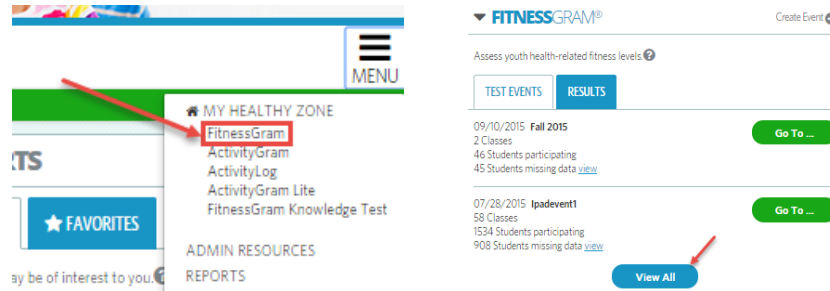 MENU
MY HEALTHY ZONE
FitnessGram
ActivityGram
ActivityLog
ActivityGram Lite
FitnessGram Knowledge Test
ADMIN RESOURCES
REPORTS
RTS
FAVORITES
ay be of interest to you.
FITNESSGRAM®
Create Event
Assess youth health-related fitness levels.
TEST EVENTS RESULTS
09/10/2015 Fall 2015
2 Classes
46 Students participating
45 Students missing data view
Go To ...
07/28/2015 Ipadevent1
58 Classes
1534 Students participating
908 Students missing data view
Go To ...
View All